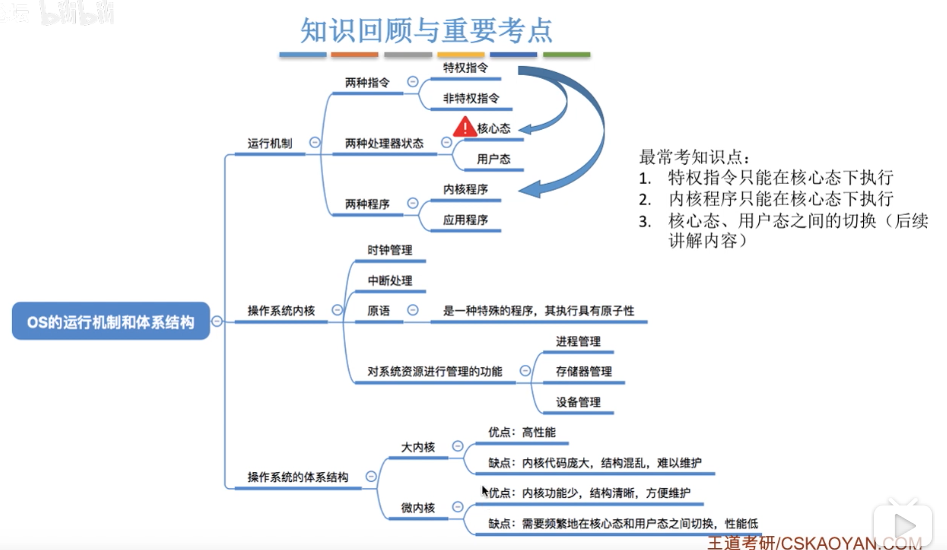 bilibili
知识回顾与重要考点
特权指令
两种指令
非特权指令
核心态
运行机制
两种处理器状态
用户态
内核程序
两种程序
应用程序
最常考知识点：
1. 特权指令只能在核心态下执行
2. 内核程序只能在核心态下执行
3. 核心态、用户态之间的切换（后续
讲解内容）
时钟管理
中断处理
操作系统内核
原语
是一种特殊的程序，其执行具有原子性
OS的运行机制和体系结构
进程管理
对系统资源进行管理的功能
存储器管理
设备管理
优点：高性能
大内核
缺点：内核代码庞大，结构混乱，难以维护
操作系统的体系结构
优点：内核功能少，结构清晰，方便维护
微内核
缺点：需要频繁地在核心态和用户态之间切换，性能低
王道考研/CSKAOYAN.COM